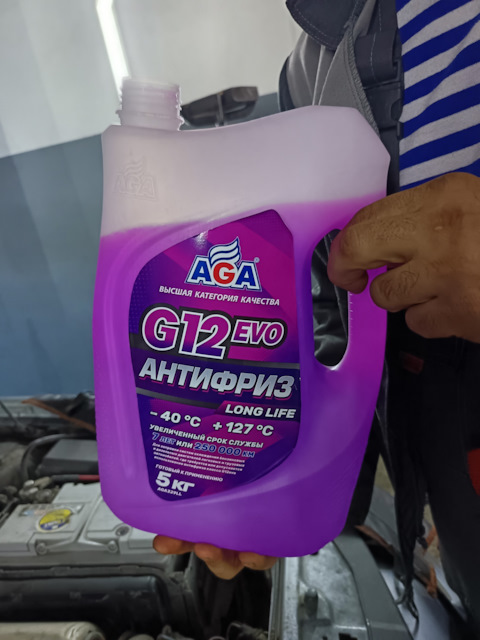 AGA
ВЫСШАЯ КАТЕГОРИЯ КАЧЕСТВА
G12 EVO
АНТИФРИЗ
LONG LIFE
– 40 °C + 127 °C
УВЕЛИЧЕННЫЙ СРОК СЛУЖБЫ
7 ЛЕТ ИЛИ 250 000 КМ
ГОТОВЫЙ К ПРИМЕНЕНИЮ
5 КГ